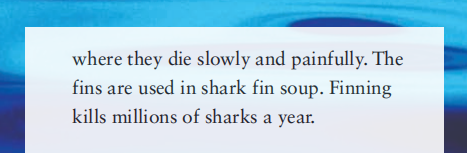 where they die slowly and painfully. The
fins are used in shark fin soup. Finning
kills millions of sharks a year.